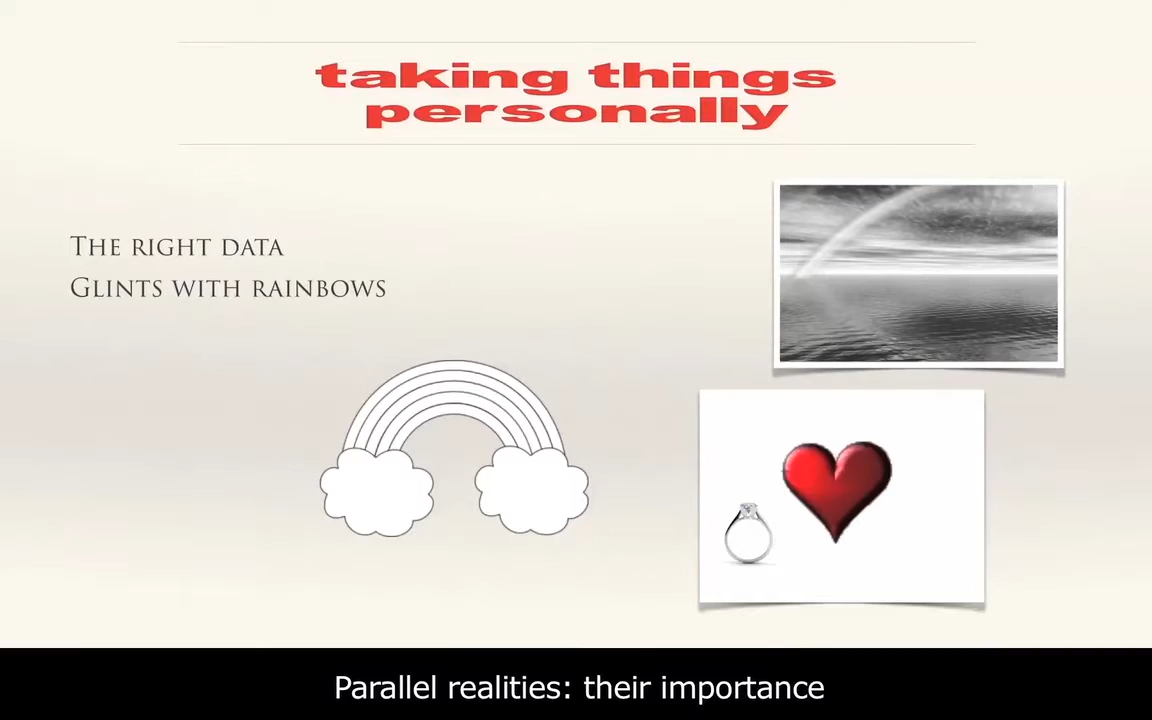 taking things
personally
The right data
Glints with rainbows
Parallel realities: their importance